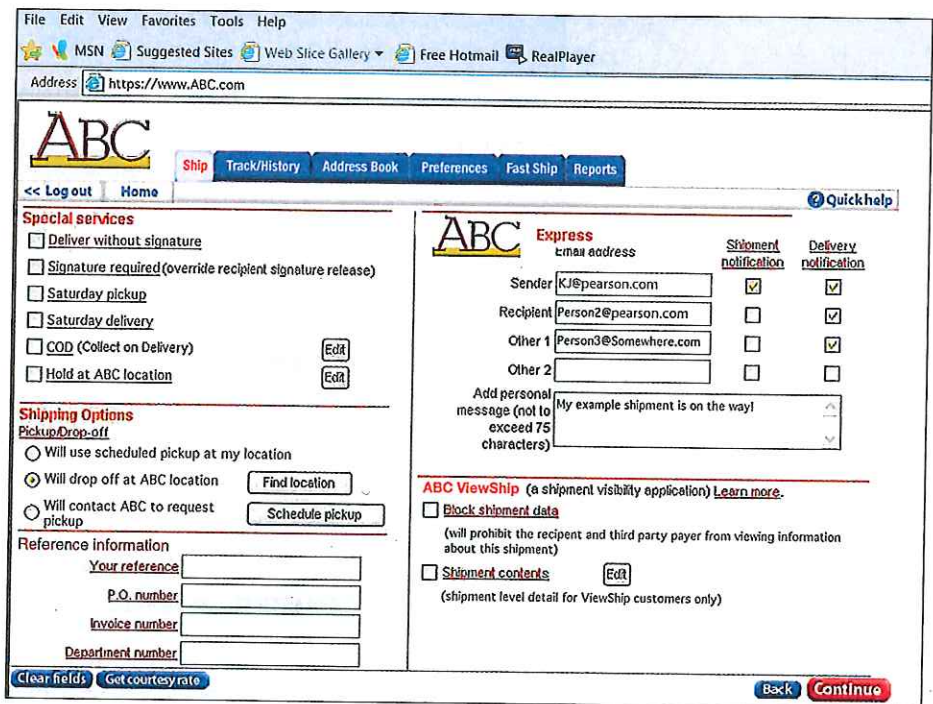 File Edit View Favorites Tools Help
MSN Suggested Sites Web Slice Gallery Free Hotmail RealPlayer
Address https://www.ABC.com
ABC
Ship Track/History Address Book Preferences Fast Ship Reports
<< Log out Home
Quick help
Special services
Deliver without signature
Signature required (override recipient signature release)
Saturday pickup
Saturday delivery
COD (Collect on Delivery) Edit
Hold at ABC location Edit
Shipping Options
Pickup/Drop-off
Will use scheduled pickup at my location
Will drop off at ABC location Find location
Will contact ABC to request
pickup
Schedule pickup
Reference information
Your reference
P.O. number
Invoice number
Department number
Clear fields Get courtesy rate
ABC Express
Email address
Shipment
notification
Delivery
notification
Sender KJ@pearson.com
Recipient Person2@pearson.com
Other 1 Person3@Somewhere.com
Other 2
Add personal
message (not to
exceed 75
characters)
My example shipment is on the way!
ABC ViewShip (a shipment visibility application) Learn more.
Block shipment data
(will prohibit the recipent and third party payer from viewing information
about this shipment)
Shipment contents Edit
(shipment level detail for ViewShip customers only)
Back Continue